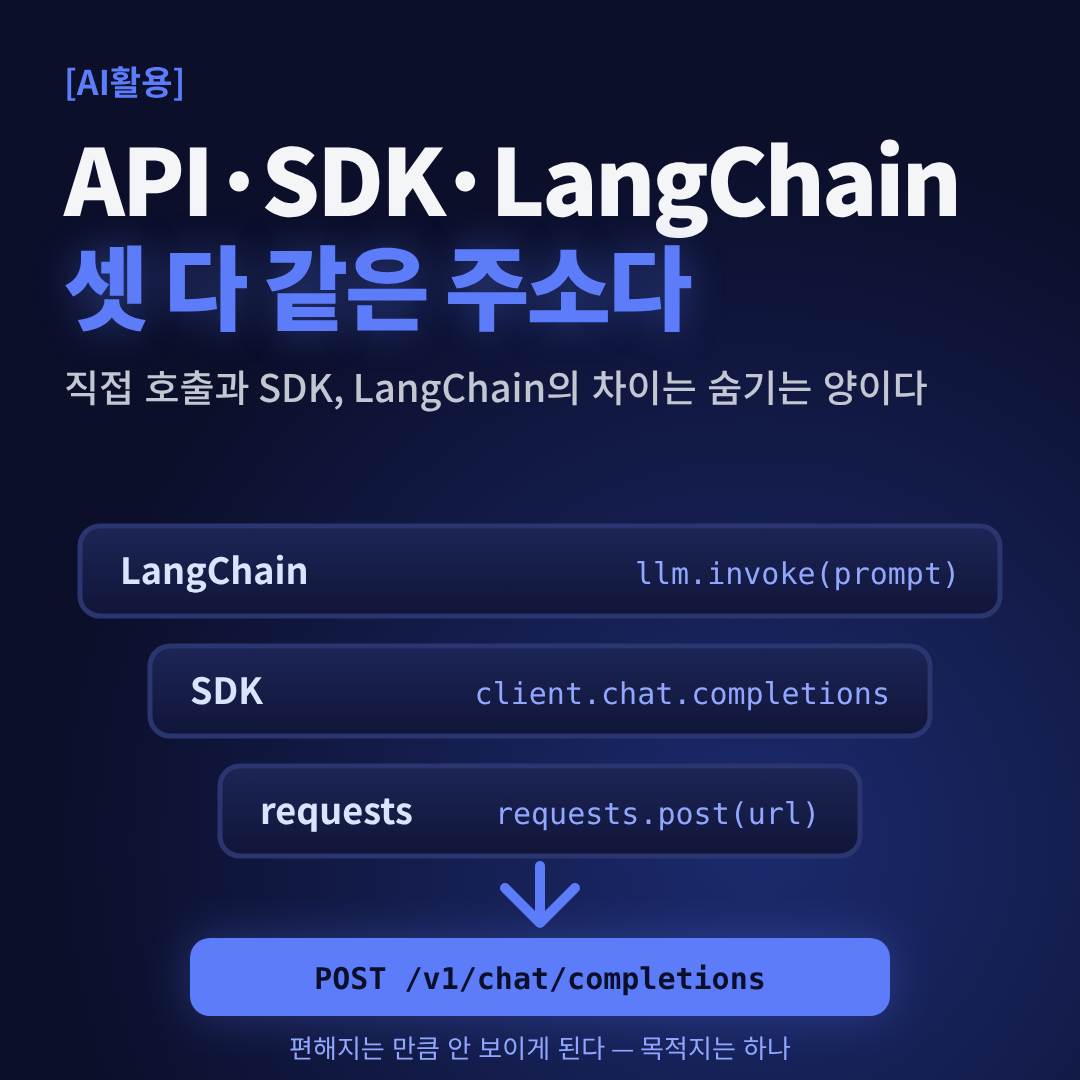 [AI활용]
API·SDK·LangChain
셋 다 같은 주소다
직접 호출과 SDK, LangChain의 차이는 숨기는 양이다
LangChain llm.invoke(prompt)
SDK client.chat.completions
requests requests.post(url)
POST /v1/chat/completions
편해지는 만큼 안 보이게 된다 — 목적지는 하나